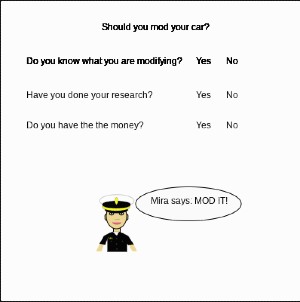 Should you mod your car?
Do you know what you are modifying? Yes No
Have you done your research? Yes No
Do you have the the money? Yes No
Mira says: MOD IT!